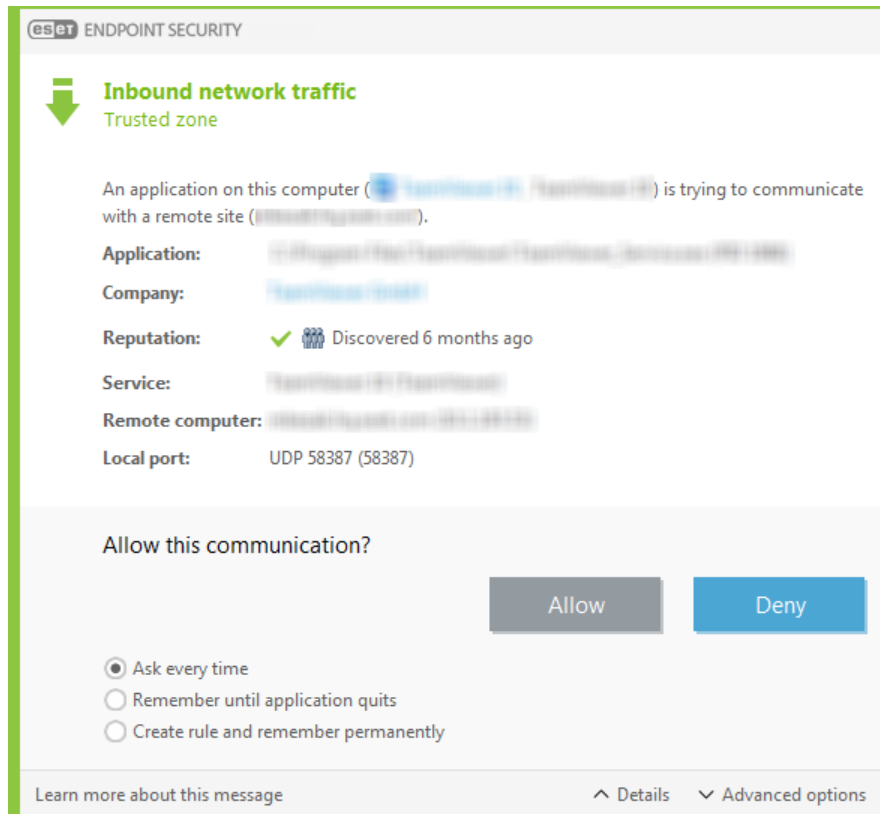 eset ENDPOINT SECURITY
Inbound network traffic
Trusted zone
An application on this computer ( ) is trying to communicate
with a remote site ( ).
Application:
Company:
Reputation: Discovered 6 months ago
Service:
Remote computer:
Local port: UDP 58387 (58387)
Allow this communication?
Allow Deny
Ask every time
Remember until application quits
Create rule and remember permanently
Learn more about this message Details Advanced options